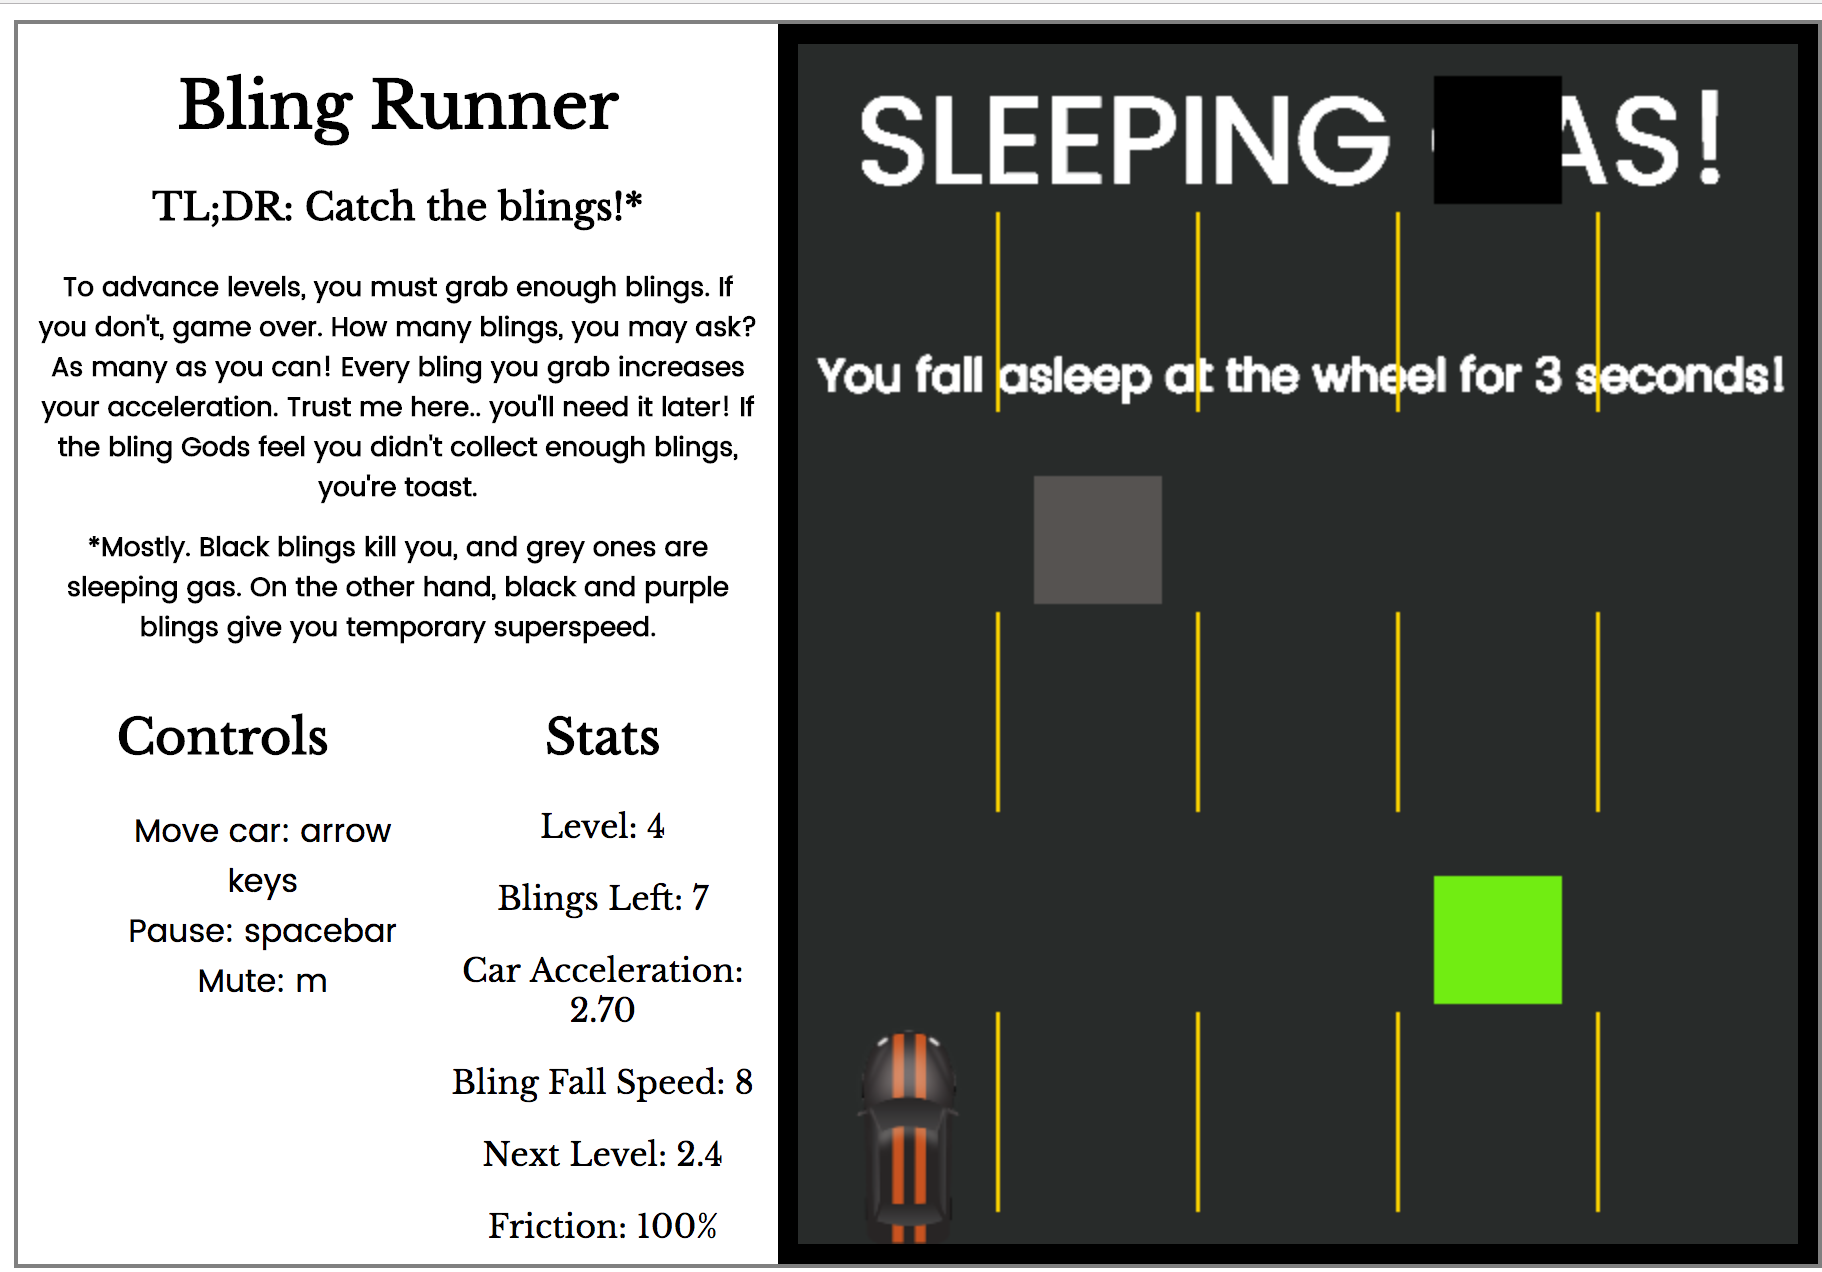 Bling Runner
TL;DR: Catch the blings!*
To advance levels, you must grab enough blings. If
you don't, game over. How many blings, you may ask?
As many as you can! Every bling you grab increases
your acceleration. Trust me here.. you'll need it later! If
the bling Gods feel you didn't collect enough blings,
you're toast.
*Mostly. Black blings kill you, and grey ones are
sleeping gas. On the other hand, black and purple
blings give you temporary superspeed.
Controls
Move car: arrow
keys
Pause: spacebar
Mute: m
Stats
Level: 4
Blings Left: 7
Car Acceleration:
2.70
Bling Fall Speed: 8
Next Level: 2.4
Friction: 100%
SLEEPING
You fall asleep at the wheel for 3 seconds!